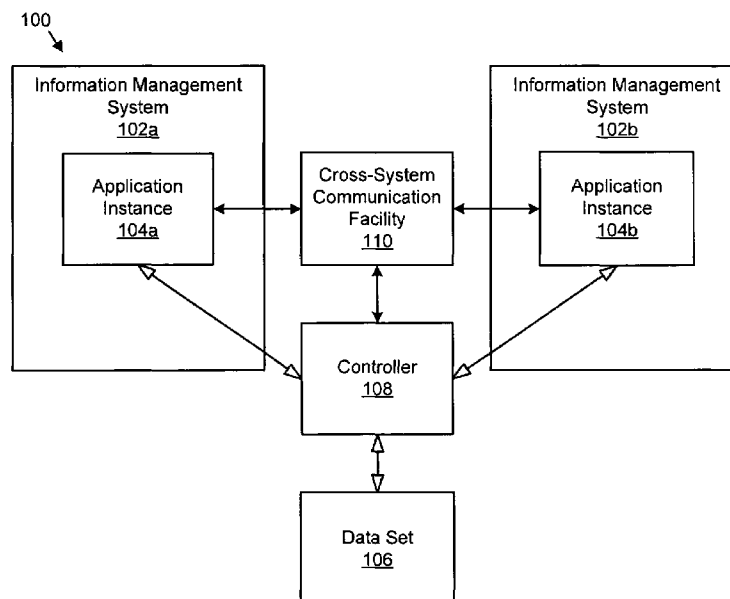 100
Information Management
System
102a
Application
Instance
104a
Cross-System
Communication
Facility
110
Information Management
System
102b
Application
Instance
104b
Controller
108
Data Set
106